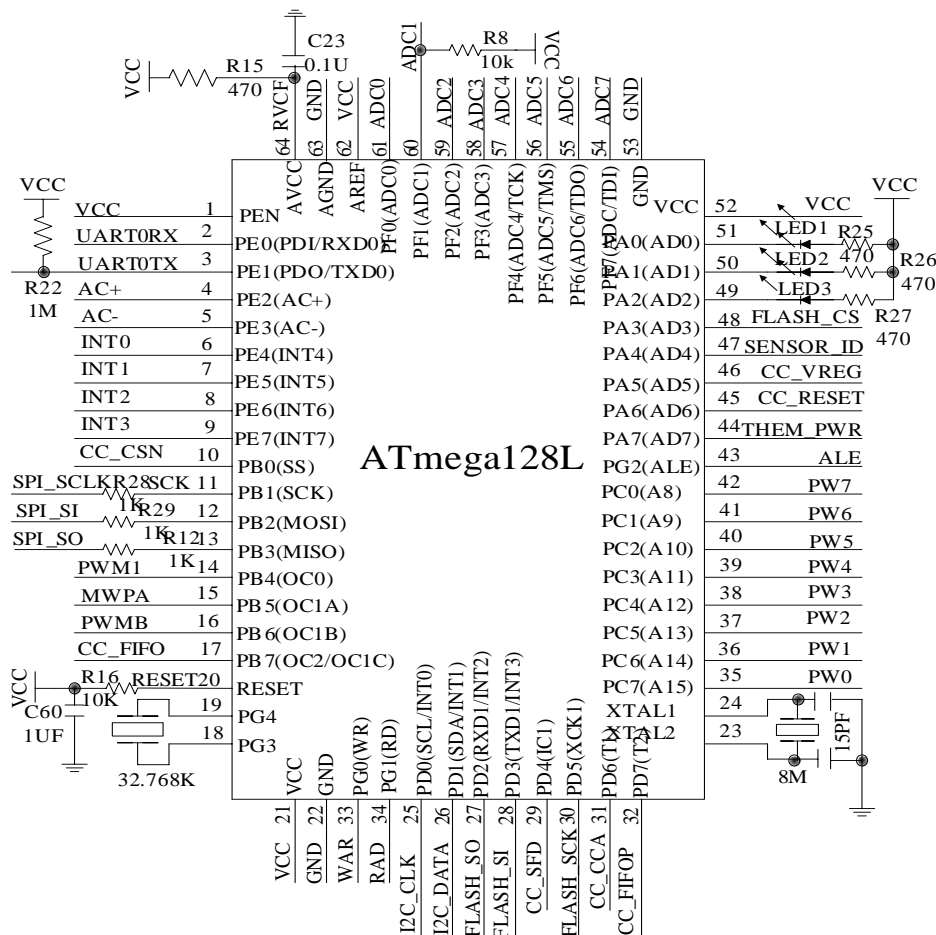 C23
0.1U
ADC1
R8
10k
VCC
VCC
R15
470
64 RVCF
63 GND
62 VCC
61 ADC0
60
59 ADC2
58 ADC3
57 ADC4
56 ADC5
55 ADC6
54 ADC7
53 GND
AVCC
AGND
AREF
PF0(ADC0)
PF1(ADC1)
PF2(ADC2)
PF3(ADC3)
PF4(ADC4/TCK)
PF5(ADC5/TMS)
PF6(ADC6/TDO)
PF7(ADC/TDI)
GND
VCC
R22
1M
VCC 1 PEN
UART0RX 2 PE0(PDI/RXD0)
UART0TX 3 PE1(PDO/TXD0)
AC+ 4 PE2(AC+)
AC- 5 PE3(AC-)
INT0 6 PE4(INT4)
INT1 7 PE5(INT5)
INT2 8 PE6(INT6)
INT3 9 PE7(INT7)
CC_CSN 10 PB0(SS)
SPI_SCLK R28 SCK 11 PB1(SCK)
1K
SPI_SI R29 12 PB2(MOSI)
1K
SPI_SO R12 13 PB3(MISO)
1K
PWM1 14 PB4(OC0)
MWPA 15 PB5(OC1A)
PWMB 16 PB6(OC1B)
CC_FIFO 17 PB7(OC2/OC1C)
VCC
R16
10K
RESET 20 RESET
C60
1UF
19 PG4
18 PG3
32.768K
ATmega128L
VCC
VCC 52 VCC
PA0(AD0) 51 LED1 R25
470
PA1(AD1) 50 LED2 R26
470
PA2(AD2) 49 LED3 R27
470
PA3(AD3) 48 FLASH_CS
PA4(AD4) 47 SENSOR_ID
PA5(AD5) 46 CC_VREG
PA6(AD6) 45 CC_RESET
PA7(AD7) 44 THEM_PWR
PG2(ALE) 43 ALE
PC0(A8) 42 PW7
PC1(A9) 41 PW6
PC2(A10) 40 PW5
PC3(A11) 39 PW4
PC4(A12) 38 PW3
PC5(A13) 37 PW2
PC6(A14) 36 PW1
PC7(A15) 35 PW0
XTAL1 24
XTAL2 23
8M
15PF
VCC
GND
PG0(WR)
PG1(RD)
PD0(SCL/INT0)
PD1(SDA/INT1)
PD2(RXD1/INT2)
PD3(TXD1/INT3)
PD4(IC1)
PD5(XCK1)
PD6(T1)
PD7(T2)
VCC 21
GND 22
WAR 33
RAD 34
I2C_CLK 25
I2C_DATA 26
FLASH_SO 27
FLASH_SI 28
CC_SFD 29
FLASH_SCK 30
CC_CCA 31
CC_FIFOP 32